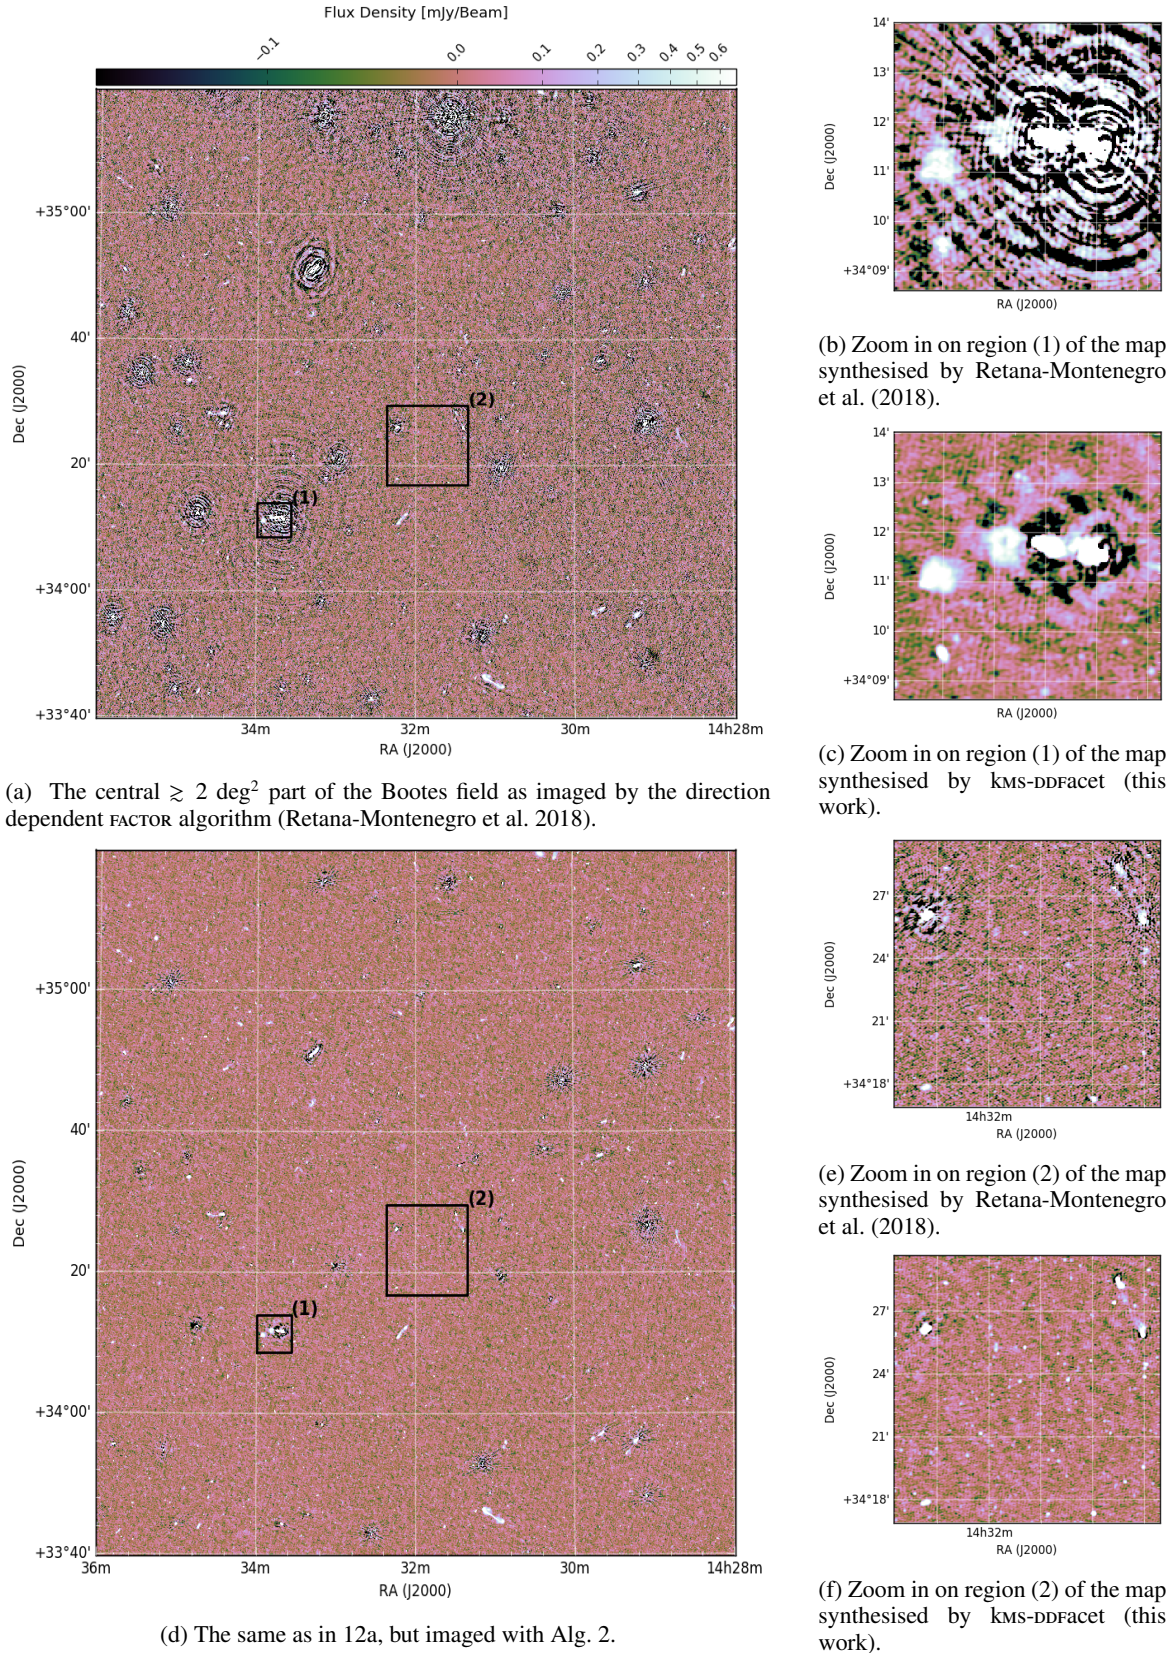 Flux Density [mJy/Beam]
−0.1 0.0 0.1 0.2 0.3 0.4 0.5 0.6
+35°00'
40'
20'
+34°00'
+33°40'
Dec (J2000)
(1)
(2)
34m 32m 30m 14h28m
RA (J2000)
(a) The central ≳ 2 deg² part of the Bootes field as imaged by the direction
dependent FACTOR algorithm (Retana-Montenegro et al. 2018).
14'
13'
12'
11'
10'
+34°09'
Dec (J2000)
RA (J2000)
(b) Zoom in on region (1) of the map
synthesised by Retana-Montenegro
et al. (2018).
14'
13'
12'
11'
10'
+34°09'
Dec (J2000)
RA (J2000)
(c) Zoom in on region (1) of the map
synthesised by kMS-DDFacet (this
work).
+35°00'
40'
20'
+34°00'
+33°40'
Dec (J2000)
(1)
(2)
36m 34m 32m 30m 14h28m
RA (J2000)
(d) The same as in 12a, but imaged with Alg. 2.
27'
24'
21'
+34°18'
Dec (J2000)
14h32m
RA (J2000)
(e) Zoom in on region (2) of the map
synthesised by Retana-Montenegro
et al. (2018).
27'
24'
21'
+34°18'
Dec (J2000)
14h32m
RA (J2000)
(f) Zoom in on region (2) of the map
synthesised by kMS-DDFacet (this
work).